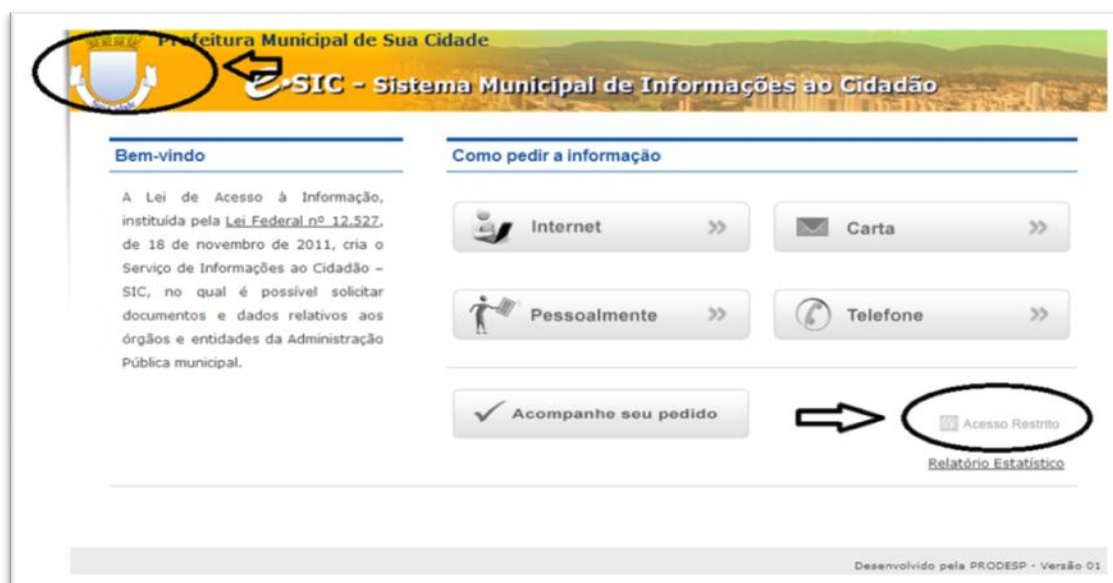 Prefeitura Municipal de Sua Cidade
e-SIC - Sistema Municipal de Informações ao Cidadão
Bem-vindo
A Lei de Acesso à Informação,
instituída pela Lei Federal nº 12.527,
de 18 de novembro de 2011, cria o
Serviço de Informações ao Cidadão –
SIC, no qual é possível solicitar
documentos e dados relativos aos
órgãos e entidades da Administração
Pública municipal.
Como pedir a informação
Internet
Carta
Pessoalmente
Telefone
Acompanhe seu pedido
Acesso Restrito
Relatório Estatístico
Desenvolvido pela PRODESP - Versão 01